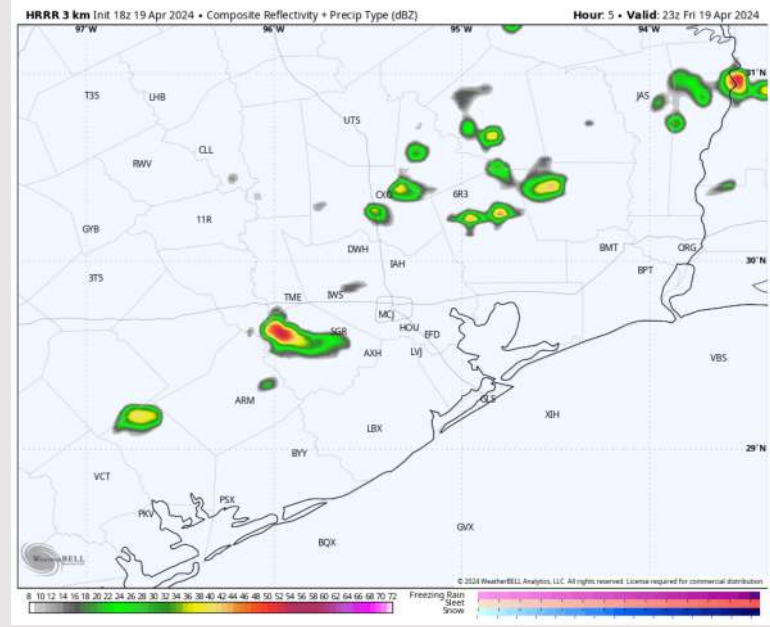 HRRR 3 km Init 18z 19 Apr 2024 • Composite Reflectivity + Precip Type (dBZ) Hour: 5 • Valid: 23z Fri 19 Apr 2024
97°W 96°W 95°W 94°W
31°N
T35 LHB JAS
UTS
CLL
RWV
CXO 6R3
11R
GYB
DWH BMT ORG
IAH 30°N
3T5 BPT
TME IWS
MCJ
SGR HOU EFD
AXH LVJ VBS
ARM GLS
XIH
LBX
BYY 29°N
VCT
PSX
PKV
GVX
BQX
WeatherBELL
© 2024 WeatherBELL Analytics, LLC. All rights reserved. License required for commercial distribution.
8 10 12 14 16 18 20 22 24 26 28 30 32 34 36 38 40 42 44 46 48 50 52 54 56 58 60 62 64 66 68 70 72
Freezing Rain
Sleet
Snow